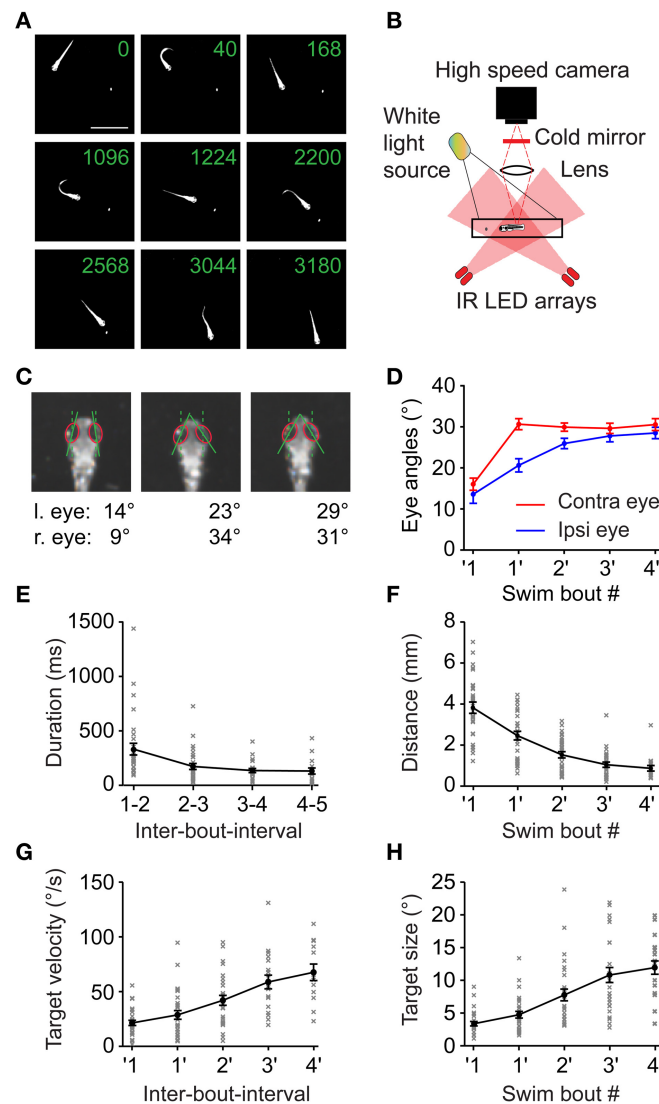 A
0
40
168
1096
1224
2200
2568
3044
3180
B
High speed camera
White
light
source
Cold mirror
Lens
IR LED arrays
C
l. eye: 14° 23° 29°
r. eye: 9° 34° 31°
D
Eye angles (°)
40
30
20
10
0
Contra eye
Ipsi eye
'1 1' 2' 3' 4'
Swim bout #
E
Duration (ms)
1500
1000
500
0
1-2 2-3 3-4 4-5
Inter-bout-interval
F
Distance (mm)
8
6
4
2
0
'1 1' 2' 3' 4'
Swim bout #
G
Target velocity (°/s)
150
100
50
0
'1 1' 2' 3' 4'
Inter-bout-interval
H
Target size (°)
25
20
15
10
5
0
'1 1' 2' 3' 4
Swim bout #